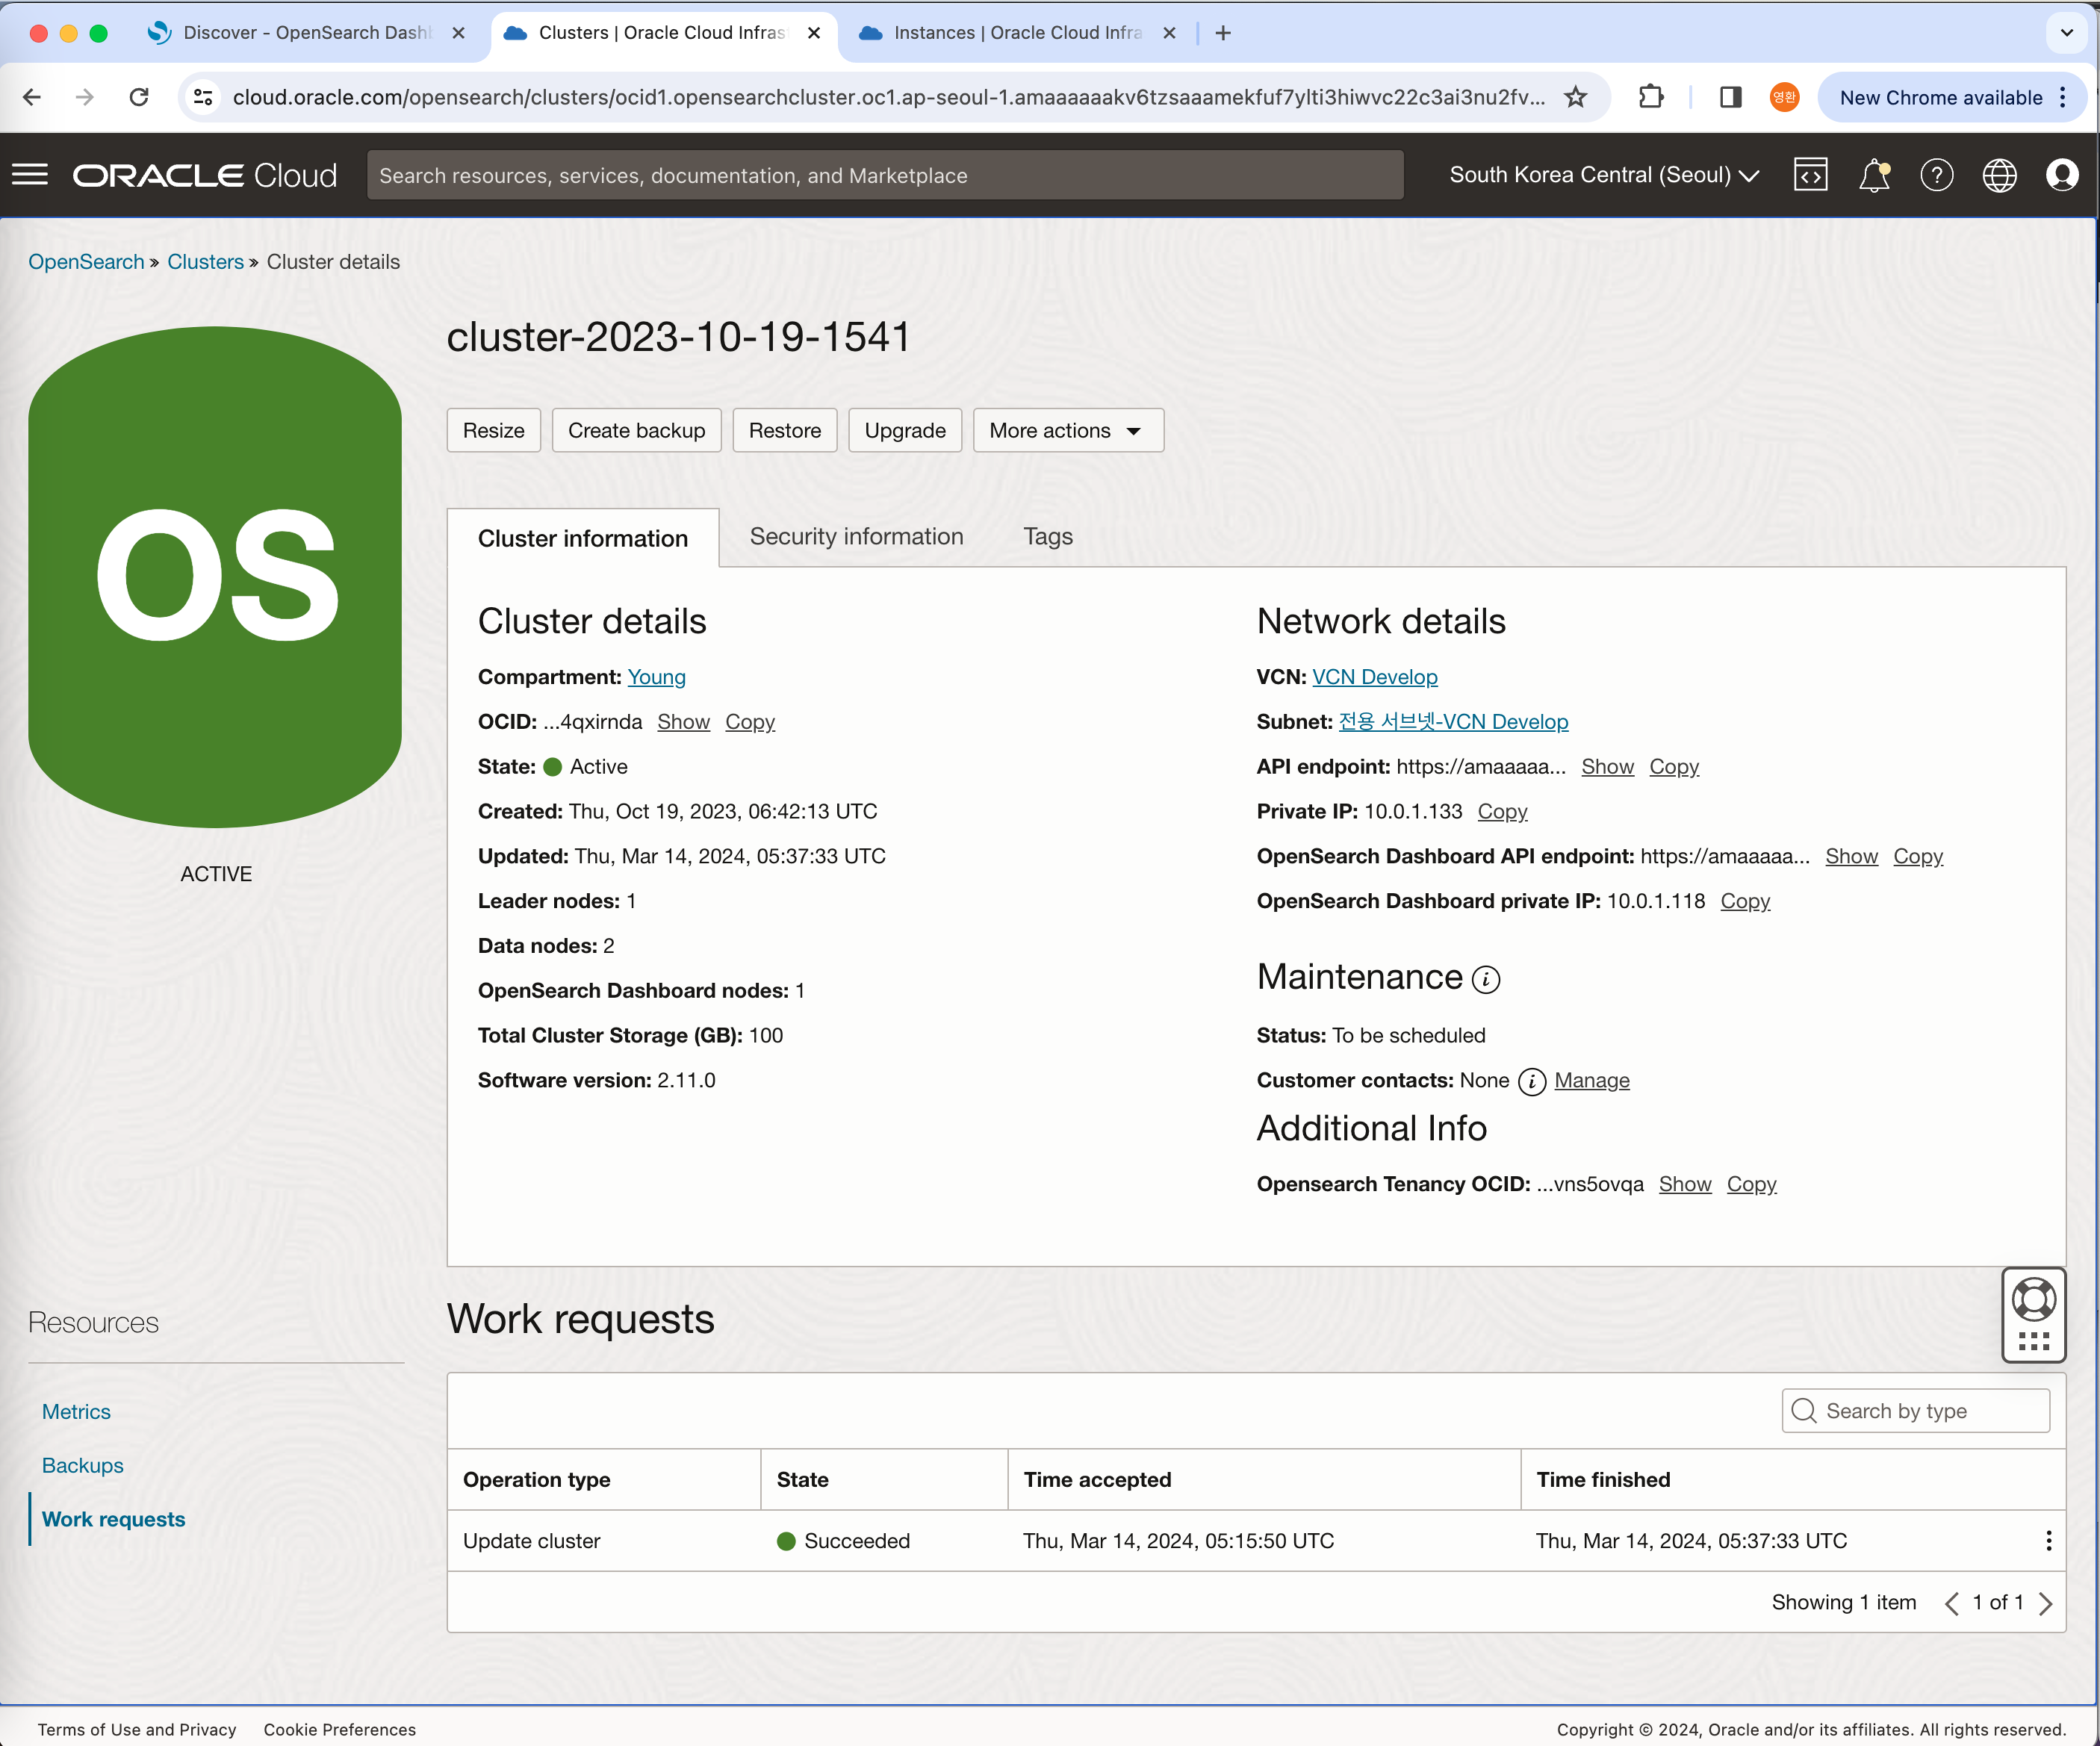 Discover - OpenSearch Dashb
Clusters | Oracle Cloud Infras
Instances | Oracle Cloud Infra
cloud.oracle.com/opensearch/clusters/ocid1.opensearchcluster.oc1.ap-seoul-1.amaaaaaakv6tzsaaamekfuf7ylti3hiwvc22c3ai3nu2fv...
영환
New Chrome available
ORACLE Cloud
Search resources, services, documentation, and Marketplace
South Korea Central (Seoul)
OpenSearch » Clusters » Cluster details
OS
ACTIVE
cluster-2023-10-19-1541
Resize Create backup Restore Upgrade More actions
Cluster information Security information Tags
Cluster details
Compartment: Young
OCID: ...4qxirnda Show Copy
State: Active
Created: Thu, Oct 19, 2023, 06:42:13 UTC
Updated: Thu, Mar 14, 2024, 05:37:33 UTC
Leader nodes: 1
Data nodes: 2
OpenSearch Dashboard nodes: 1
Total Cluster Storage (GB): 100
Software version: 2.11.0
Network details
VCN: VCN Develop
Subnet: 전용 서브넷-VCN Develop
API endpoint: https://amaaaaa... Show Copy
Private IP: 10.0.1.133 Copy
OpenSearch Dashboard API endpoint: https://amaaaaa... Show Copy
OpenSearch Dashboard private IP: 10.0.1.118 Copy
Maintenance
Status: To be scheduled
Customer contacts: None Manage
Additional Info
Opensearch Tenancy OCID: ...vns5ovqa Show Copy
Resources
Metrics
Backups
Work requests
Work requests
Search by type
Operation type State Time accepted Time finished
Update cluster Succeeded Thu, Mar 14, 2024, 05:15:50 UTC Thu, Mar 14, 2024, 05:37:33 UTC
Showing 1 item 1 of 1
Terms of Use and Privacy Cookie Preferences
Copyright © 2024, Oracle and/or its affiliates. All rights reserved.